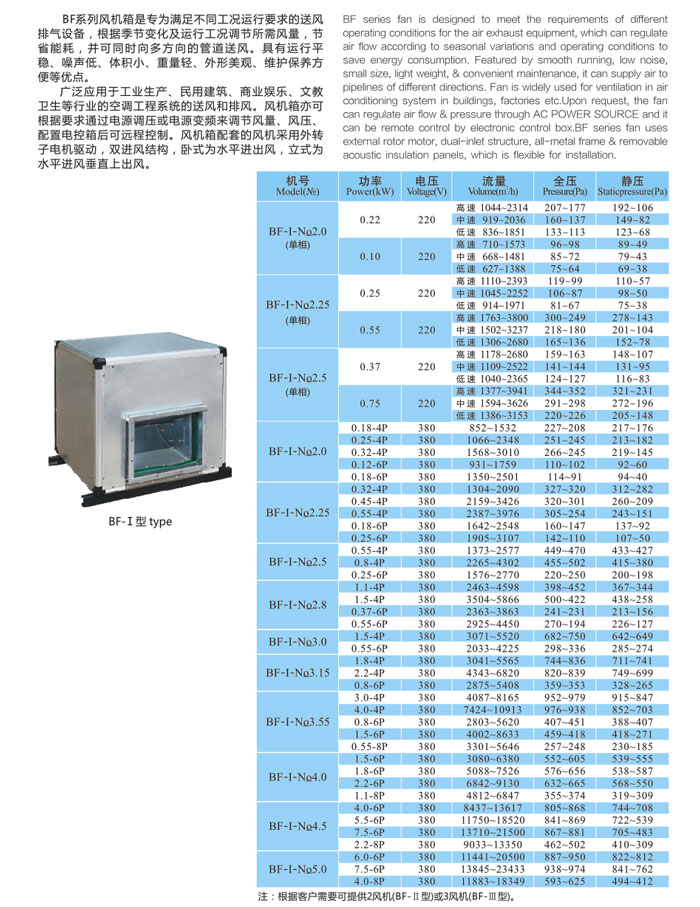 BF系列风机箱是专为满足不同工况运行要求的送风
排气设备，根据季节变化及运行工况调节所需风量，节
省能耗，并可同时向多方向的管道送风。具有运行平
稳、噪声低、体积小、重量轻、外形美观、维护保养方
便等优点。
广泛应用于工业生产、民用建筑、商业娱乐、文教
卫生等行业的空调工程系统的送风和排风。风机箱亦可
根据要求通过电源调压或电源变频来调节风量、风压、
配置电控箱后可远程控制。风机箱配套的风机采用外转
子电机驱动，双进风结构，卧式为水平进出风，立式为
水平进风垂直上出风。
BF series fan is designed to meet the requirements of different
operating conditions for the air exhaust equipment, which can regulate
air flow according to seasonal variations and operating conditions to
save energy consumption. Featured by smooth running, low noise,
small size, light weight, & convenient maintenance, it can supply air to
pipelines of different directions. Fan is widely used for ventilation in air
conditioning system in buildings, factories etc.Upon request, the fan
can regulate air flow & pressure through AC POWER SOURCE and it
can be remote control by electronic control box.BF series fan uses
external rotor motor, dual-inlet structure, all-metal frame & removable
acoustic insulation panels, which is flexible for installation.
机号 功率 电压 流量 全压 静压
Model(№) Power(kW) Voltage(V) Volume(m³/h) Pressure(Pa) Staticpressure(Pa)
BF-I-No2.0
(单相)
0.22 220 高速 1044~2314 207~177 192~106
中速 919~2036 160~137 149~82
低速 836~1851 133~113 123~68
0.10 220 高速 710~1573 96~98 89~49
中速 668~1481 85~72 79~43
低速 627~1388 75~64 69~38
BF-I-No2.25
(单相)
0.25 220 高速 1110~2393 119~99 110~57
中速 1045~2252 106~87 98~50
低速 914~1971 81~67 75~38
0.55 220 高速 1763~3800 300~249 278~143
中速 1502~3237 218~180 201~104
低速 1306~2680 165~136 152~78
BF-I-No2.5
(单相)
0.37 220 高速 1178~2680 159~163 148~107
中速 1109~2522 141~144 131~95
低速 1040~2365 124~127 116~83
0.75 220 高速 1377~3941 344~352 321~231
中速 1594~3626 291~298 272~196
低速 1386~3153 220~226 205~148
BF-I-No2.0
0.18-4P 380 852~1532 227~208 217~176
0.25-4P 380 1066~2348 251~245 213~182
0.32-4P 380 1568~3010 266~245 219~145
0.12-6P 380 931~1759 110~102 92~60
0.18-6P 380 1350~2501 114~91 94~40
BF-I-No2.25
0.32-4P 380 1304~2090 327~320 312~282
0.45-4P 380 2159~3426 320~301 260~209
0.55-4P 380 2387~3976 305~254 243~151
0.18-6P 380 1642~2548 160~147 137~92
0.25-6P 380 1905~3107 142~110 107~50
BF-I-No2.5
0.55-4P 380 1373~2577 449~470 433~427
0.8-4P 380 2265~4302 455~502 415~380
0.25-6P 380 1576~2770 220~250 200~198
BF-I-No2.8
1.1-4P 380 2463~4598 398~452 367~344
1.5-4P 380 3504~5866 500~422 438~258
0.37-6P 380 2363~3863 241~231 213~156
0.55-6P 380 2925~4450 270~194 226~127
BF-I-No3.0
1.5-4P 380 3071~5520 682~750 642~649
0.55-6P 380 2033~4225 298~336 285~274
BF-I-No3.15
1.8-4P 380 3041~5565 744~836 711~741
2.2-4P 380 4343~6820 820~839 749~699
0.8-6P 380 2875~5408 359~353 328~265
BF-I-No3.55
3.0-4P 380 4087~8165 952~979 915~847
4.0-4P 380 7424~10913 976~938 852~703
0.8-6P 380 2803~5620 407~451 388~407
1.5-6P 380 4002~8633 459~418 418~271
0.55-8P 380 3301~5646 257~248 230~185
BF-I-No4.0
1.5-6P 380 3080~6380 552~605 539~555
1.8-6P 380 5088~7526 576~656 538~587
2.2-6P 380 6842~9130 632~665 568~550
1.1-8P 380 4812~6847 355~374 319~309
BF-I-No4.5
4.0-6P 380 8437~13617 805~868 744~708
5.5-6P 380 11750~18520 841~869 722~539
7.5-6P 380 13710~21500 867~881 705~483
2.2-8P 380 9033~13350 462~502 410~309
BF-I-No5.0
6.0-6P 380 11441~20500 887~950 822~812
7.5-6P 380 13845~23433 938~974 841~762
4.0-8P 380 11883~18349 593~625 494~412
BF-Ⅰ型 type
注：根据客户需要可提供2风机(BF-Ⅱ型)或3风机(BF-Ⅲ型)。